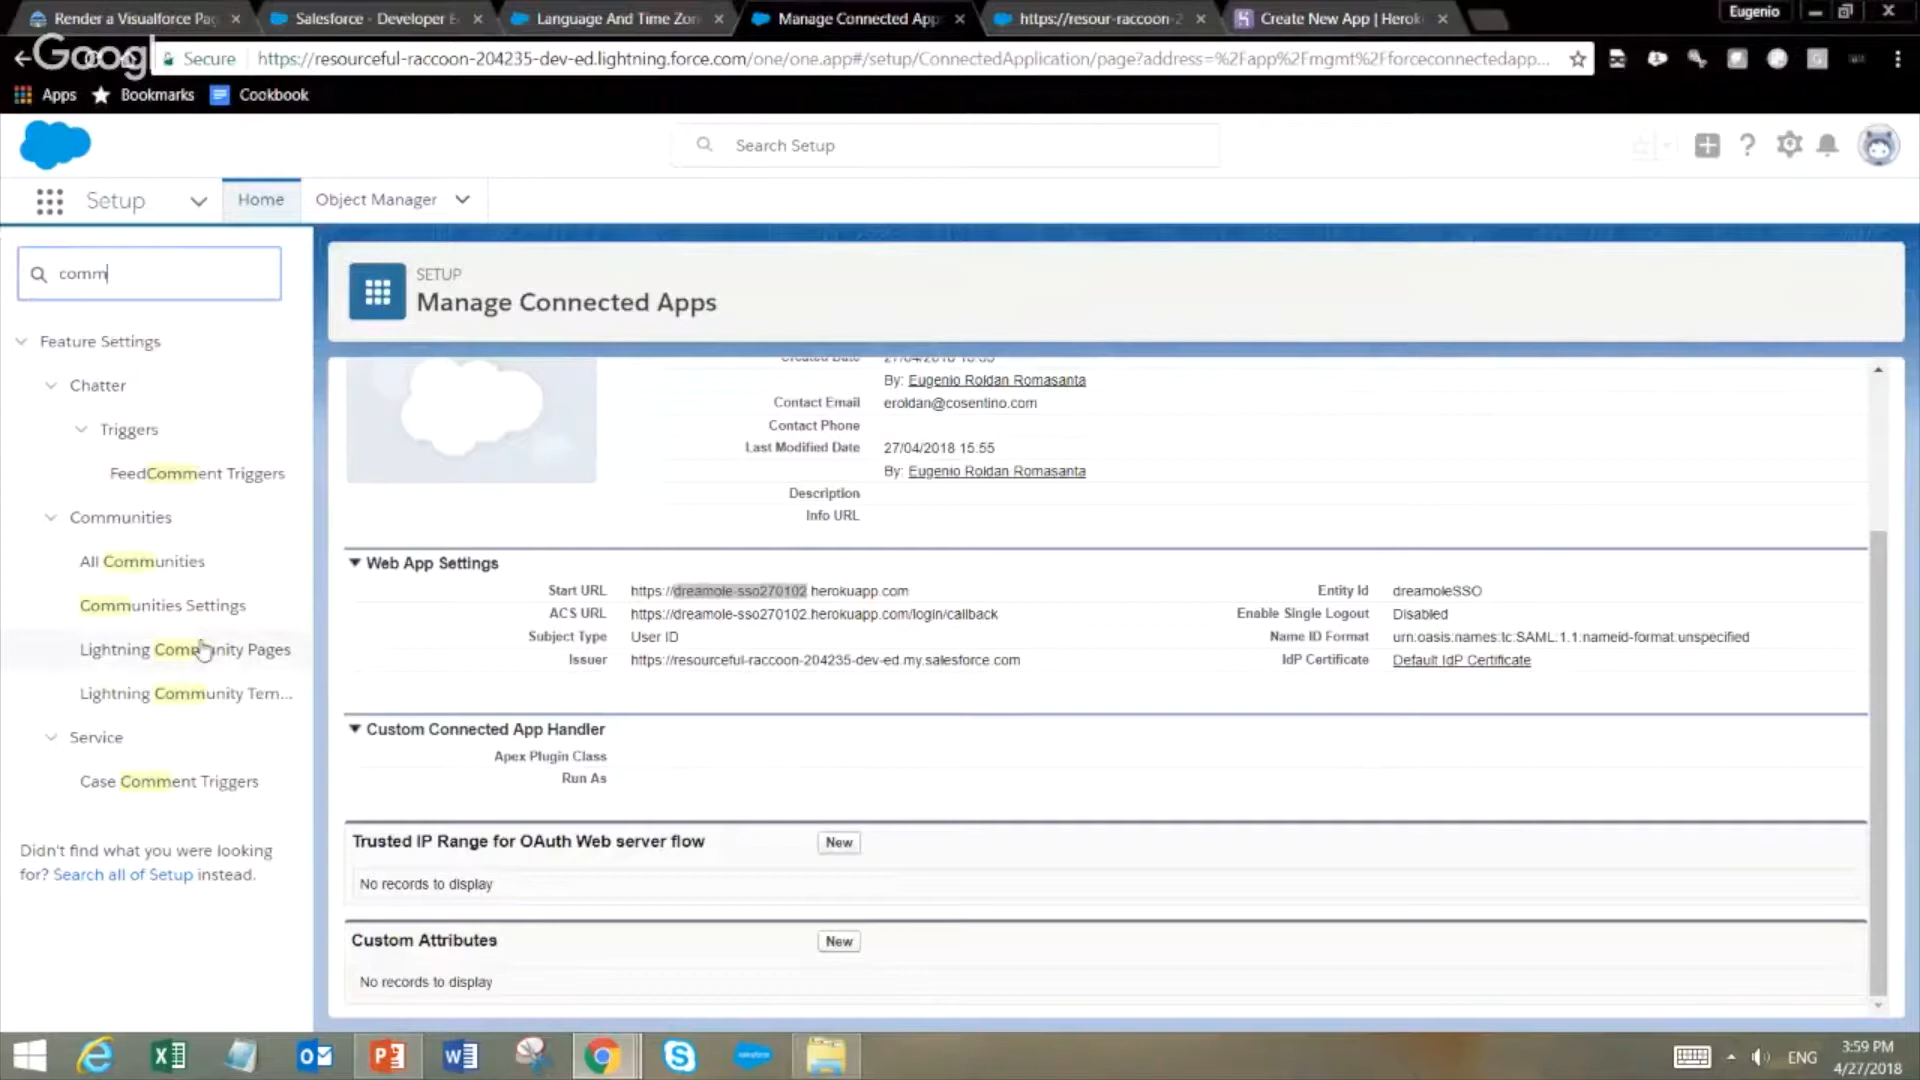 Render a Visualforce Pa
Salesforce - Developer E
Language And Time Zon
Manage Connected App
https://resour-raccoon-2
Create New App | Herok
Eugenio
Google
Secure
https://resourceful-raccoon-204235-dev-ed.lightning.force.com/one/one.app#/setup/ConnectedApplication/page?address=%2Fapp%2Fmgmt%2Fforceconnectedapp...
Apps
Bookmarks
Cookbook
Search Setup
Setup
Home
Object Manager
comm
Feature Settings
Chatter
Triggers
FeedComment Triggers
Communities
All Communities
Communities Settings
Lightning Community Pages
Lightning Community Tem...
Service
Case Comment Triggers
Didn't find what you were looking
for? Search all of Setup instead.
SETUP
Manage Connected Apps
Created Date 27/04/2018 15:55
By: Eugenio Roldan Romasanta
Contact Email eroldan@cosentino.com
Contact Phone
Last Modified Date 27/04/2018 15:55
By: Eugenio Roldan Romasanta
Description
Info URL
Web App Settings
Start URL https://dreamole-sso270102.herokuapp.com
Entity Id dreamoleSSO
ACS URL https://dreamole-sso270102.herokuapp.com/login/callback
Enable Single Logout Disabled
Subject Type User ID
Name ID Format urn:oasis:names:tc:SAML:1.1:nameid-format:unspecified
Issuer https://resourceful-raccoon-204235-dev-ed.my.salesforce.com
IdP Certificate Default IdP Certificate
Custom Connected App Handler
Apex Plugin Class
Run As
Trusted IP Range for OAuth Web server flow
New
No records to display
Custom Attributes
New
No records to display
ENG
3:59 PM
4/27/2018